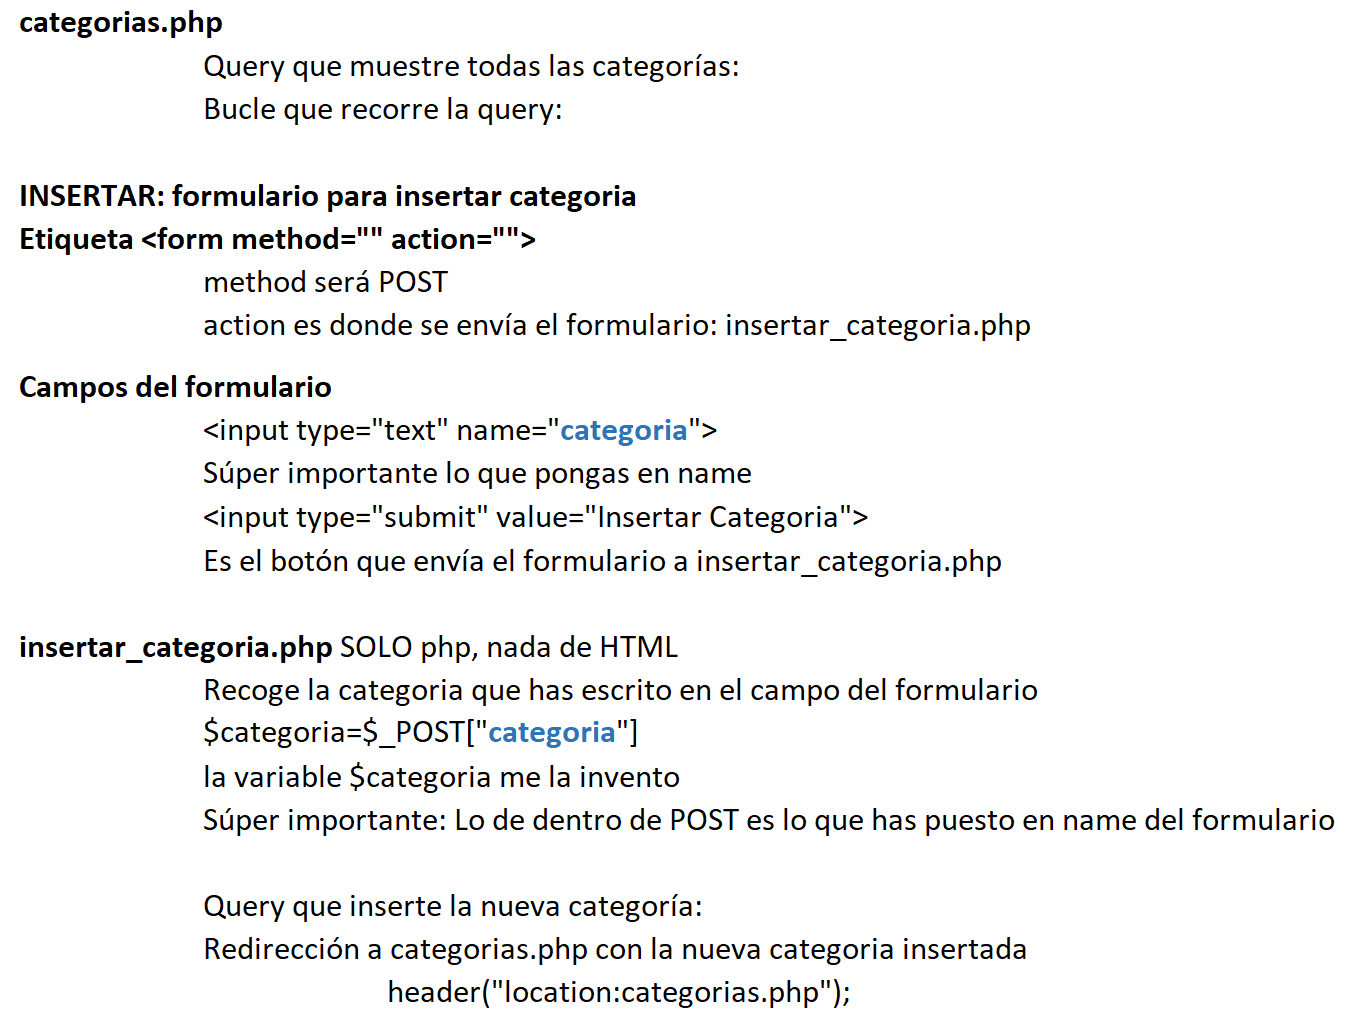 categorias.php
Query que muestre todas las categorías:
Bucle que recorre la query:
INSERTAR: formulario para insertar categoria
Etiqueta <form method="" action="">
method será POST
action es donde se envía el formulario: insertar_categoria.php
Campos del formulario
<input type="text" name="categoria">
Súper importante lo que pongas en name
<input type="submit" value="Insertar Categoria">
Es el botón que envía el formulario a insertar_categoria.php
insertar_categoria.php SOLO php, nada de HTML
Recoge la categoria que has escrito en el campo del formulario
$categoria=$_POST["categoria"]
la variable $categoria me la invento
Súper importante: Lo de dentro de POST es lo que has puesto en name del formulario
Query que inserte la nueva categoría:
Redirección a categorias.php con la nueva categoria insertada
header("location:categorias.php");